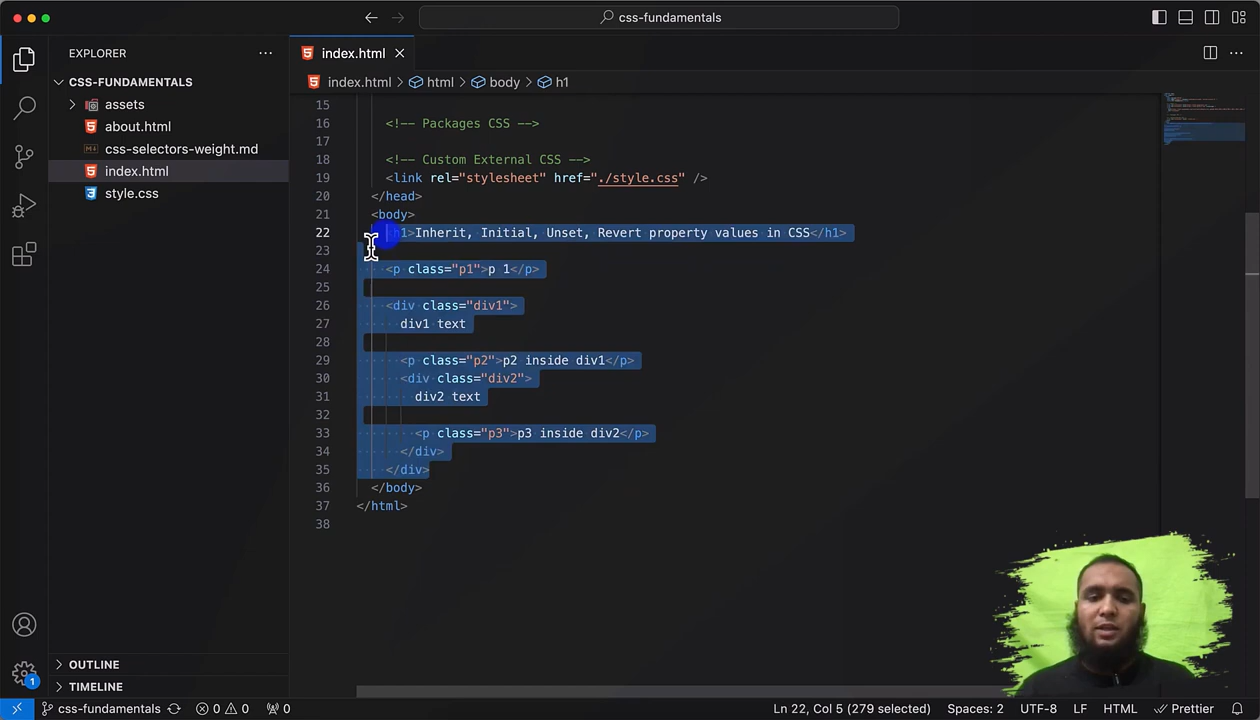 css-fundamentals
EXPLORER
index.html
CSS-FUNDAMENTALS
index.html > html > body > h1
assets
about.html
css-selectors-weight.md
index.html
style.css
15
16 <!-- Packages CSS -->
17
18 <!-- Custom External CSS -->
19 <link rel="stylesheet" href="./style.css" />
20 </head>
21 <body>
22 <h1>Inherit, Initial, Unset, Revert property values in CSS</h1>
23
24 <p class="p1">p 1</p>
25
26 <div class="div1">
27 div1 text
28
29 <p class="p2">p2 inside div1</p>
30 <div class="div2">
31 div2 text
32
33 <p class="p3">p3 inside div2</p>
34 </div>
35 </div>
36 </body>
37 </html>
38
OUTLINE
TIMELINE
1
css-fundamentals 0 0 0 Ln 22, Col 5 (279 selected) Spaces: 2 UTF-8 LF HTML Prettier